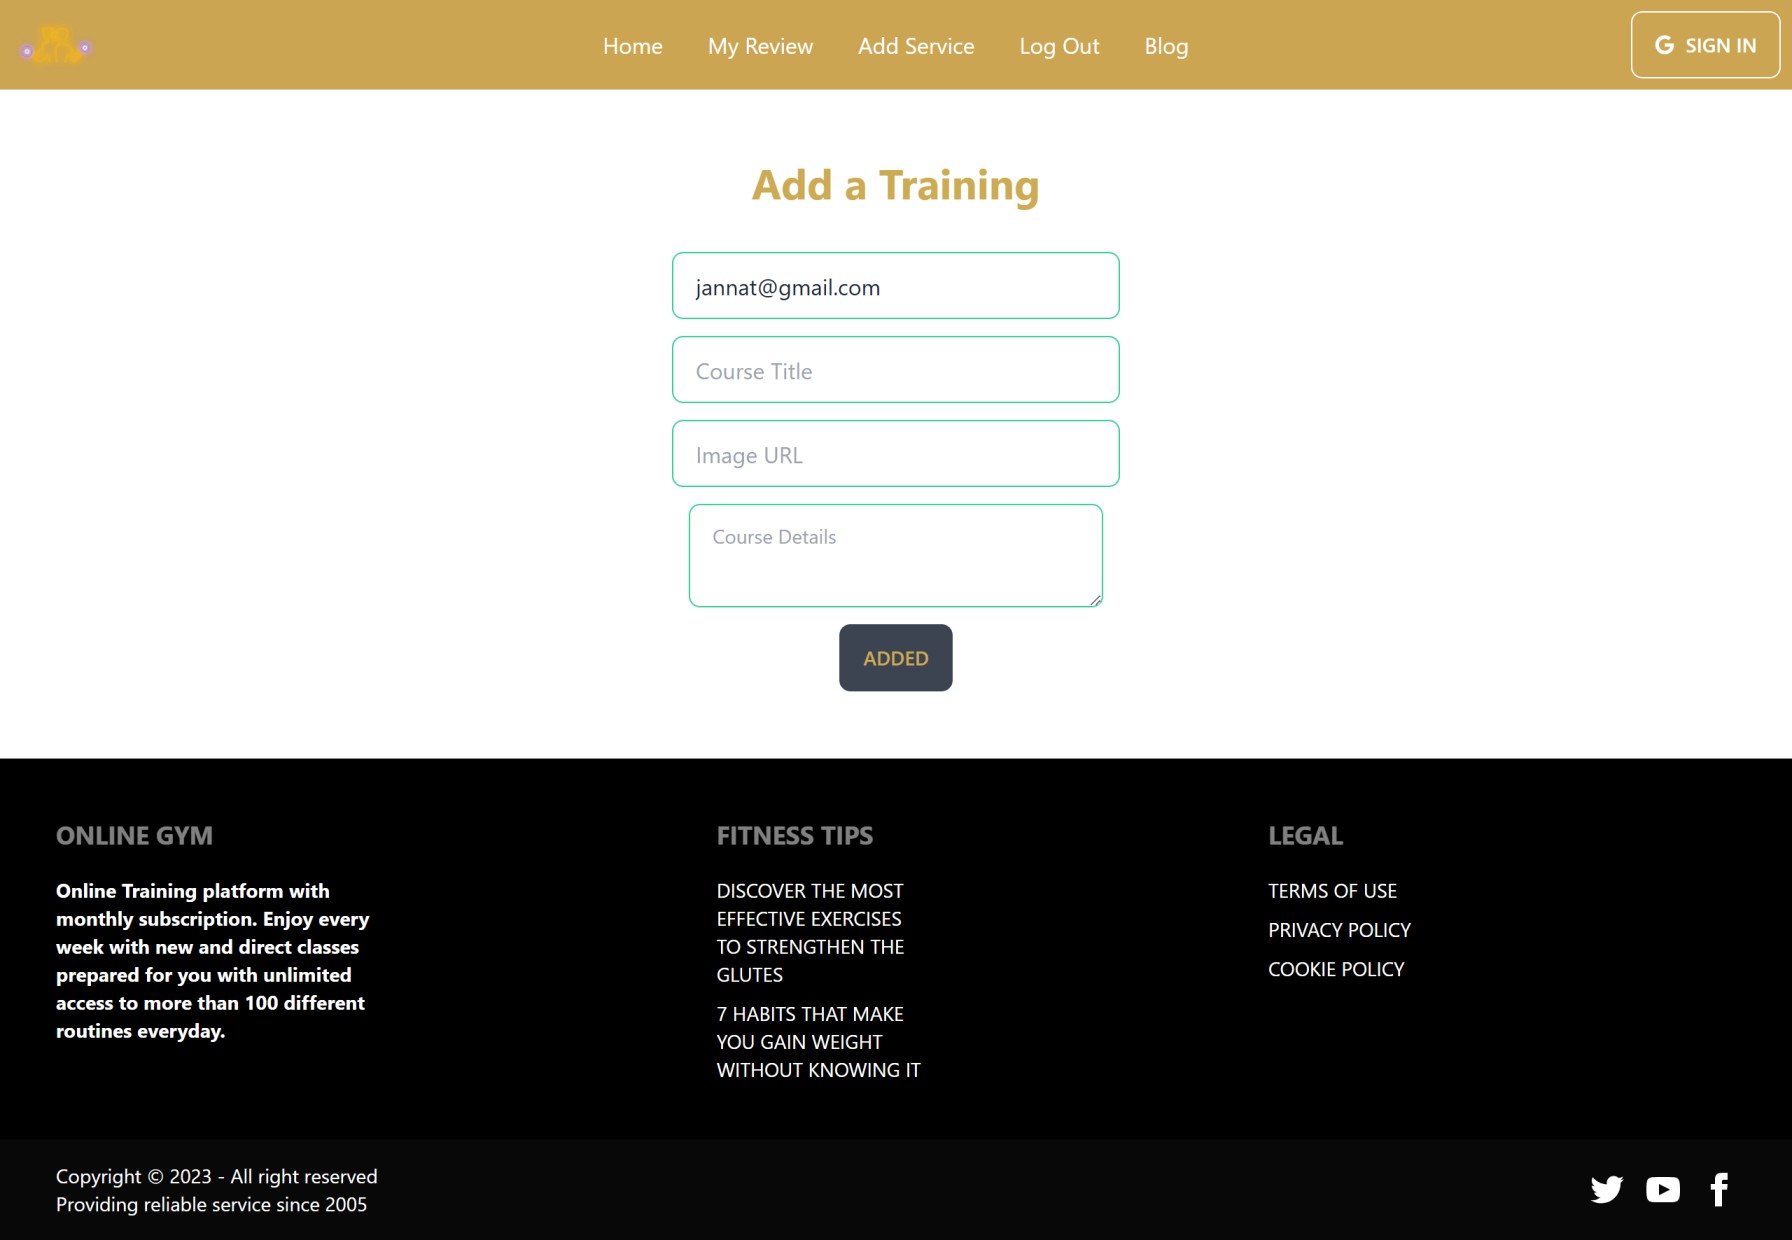 Home
My Review
Add Service
Log Out
Blog
SIGN IN
Add a Training
jannat@gmail.com
Course Title
Image URL
Course Details
ADDED
ONLINE GYM
Online Training platform with
monthly subscription. Enjoy every
week with new and direct classes
prepared for you with unlimited
access to more than 100 different
routines everyday.
FITNESS TIPS
DISCOVER THE MOST
EFFECTIVE EXERCISES
TO STRENGTHEN THE
GLUTES
7 HABITS THAT MAKE
YOU GAIN WEIGHT
WITHOUT KNOWING IT
LEGAL
TERMS OF USE
PRIVACY POLICY
COOKIE POLICY
Copyright © 2023 - All right reserved
Providing reliable service since 2005